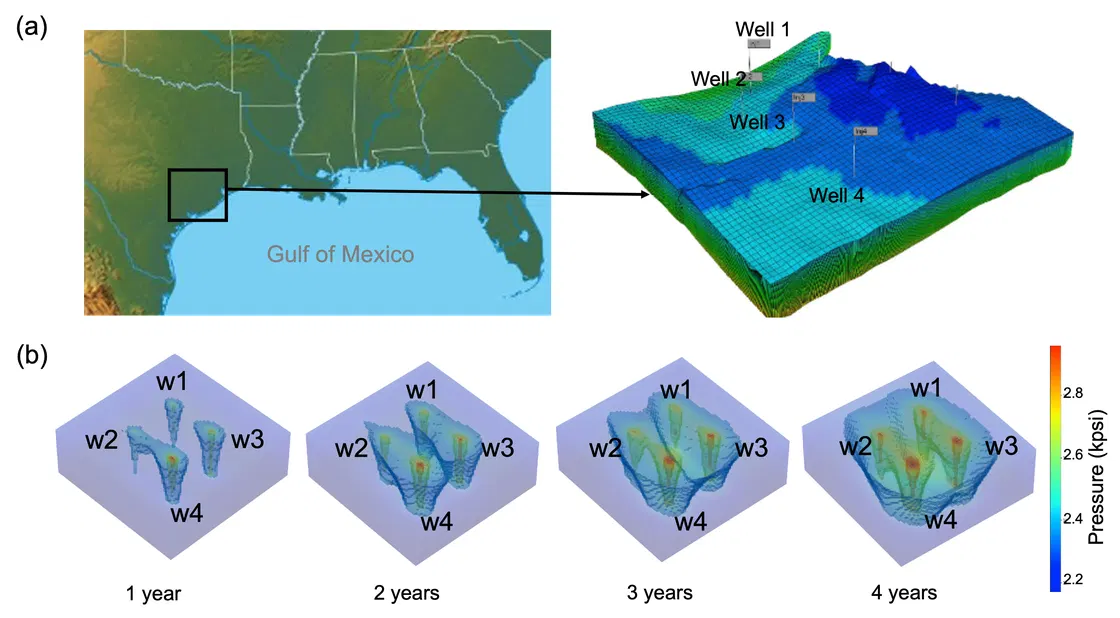 (a)
Well 1
Well 2
Well 3
Inj3
Inj4
Well 4
Gulf of Mexico
(b)
w1
w2
w3
w4
1 year
w1
w2
w3
w4
2 years
w1
w2
w3
w4
3 years
w1
w2
w3
w4
4 years
2.8
2.6
2.4
2.2
Pressure (kpsi)